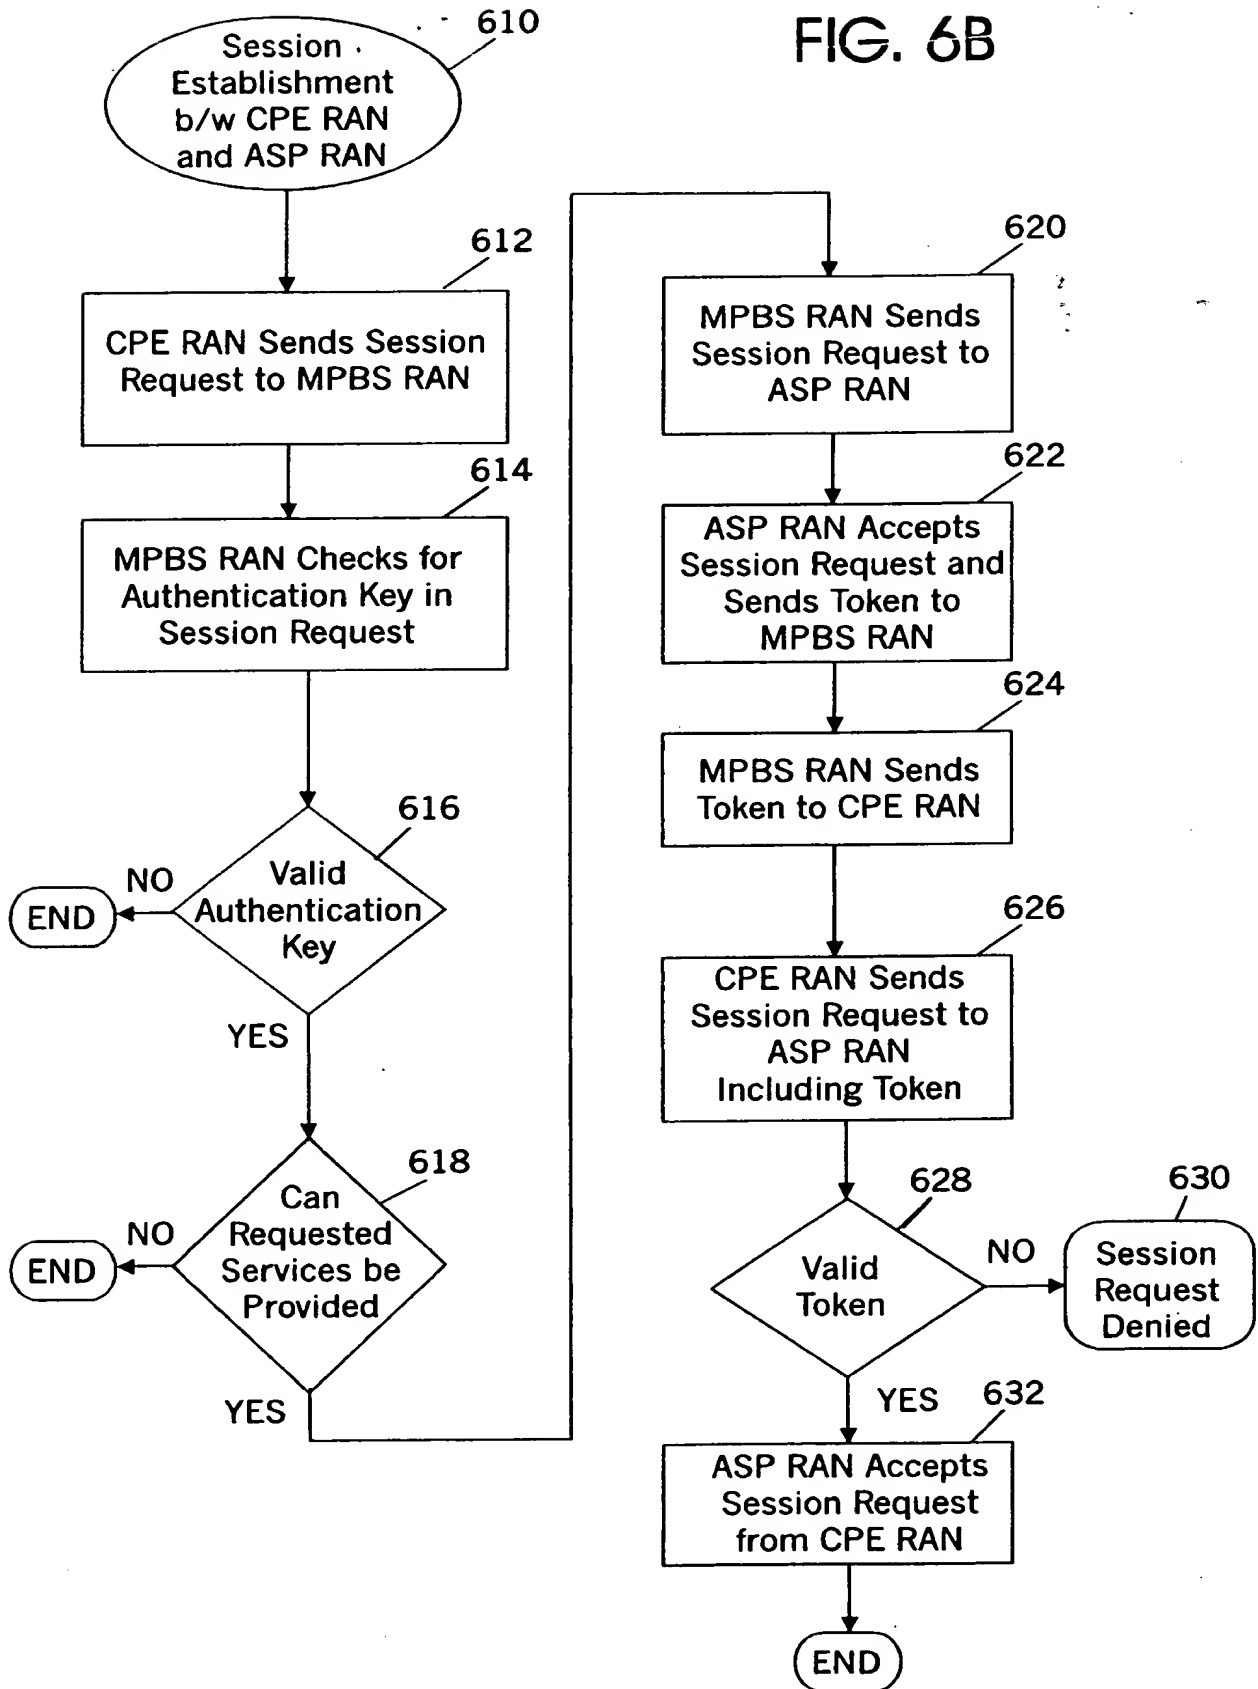 FIG. 6B
610
Session
Establishment
b/w CPE RAN
and ASP RAN
612
CPE RAN Sends Session
Request to MPBS RAN
614
MPBS RAN Checks for
Authentication Key in
Session Request
616
Valid
Authentication
Key
NO
END
YES
618
Can
Requested
Services be
Provided
NO
END
YES
620
MPBS RAN Sends
Session Request to
ASP RAN
622
ASP RAN Accepts
Session Request and
Sends Token to
MPBS RAN
624
MPBS RAN Sends
Token to CPE RAN
626
CPE RAN Sends
Session Request to
ASP RAN
Including Token
628
Valid
Token
NO
630
Session
Request
Denied
YES
632
ASP RAN Accepts
Session Request
from CPE RAN
END